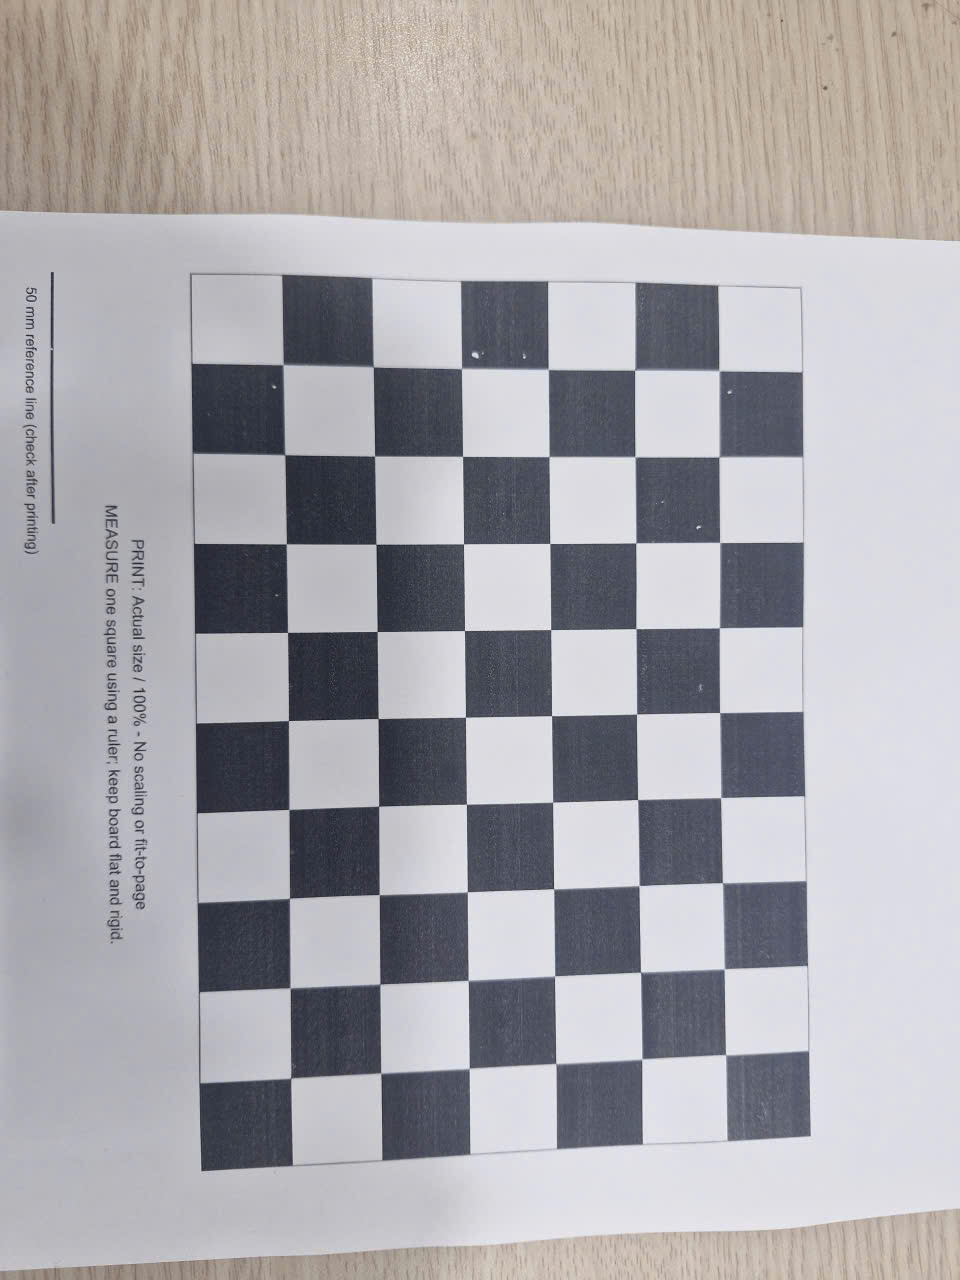 PRINT: Actual size / 100% - No scaling or fit-to-page
MEASURE one square using a ruler; keep board flat and rigid.
50 mm reference line (check after printing)